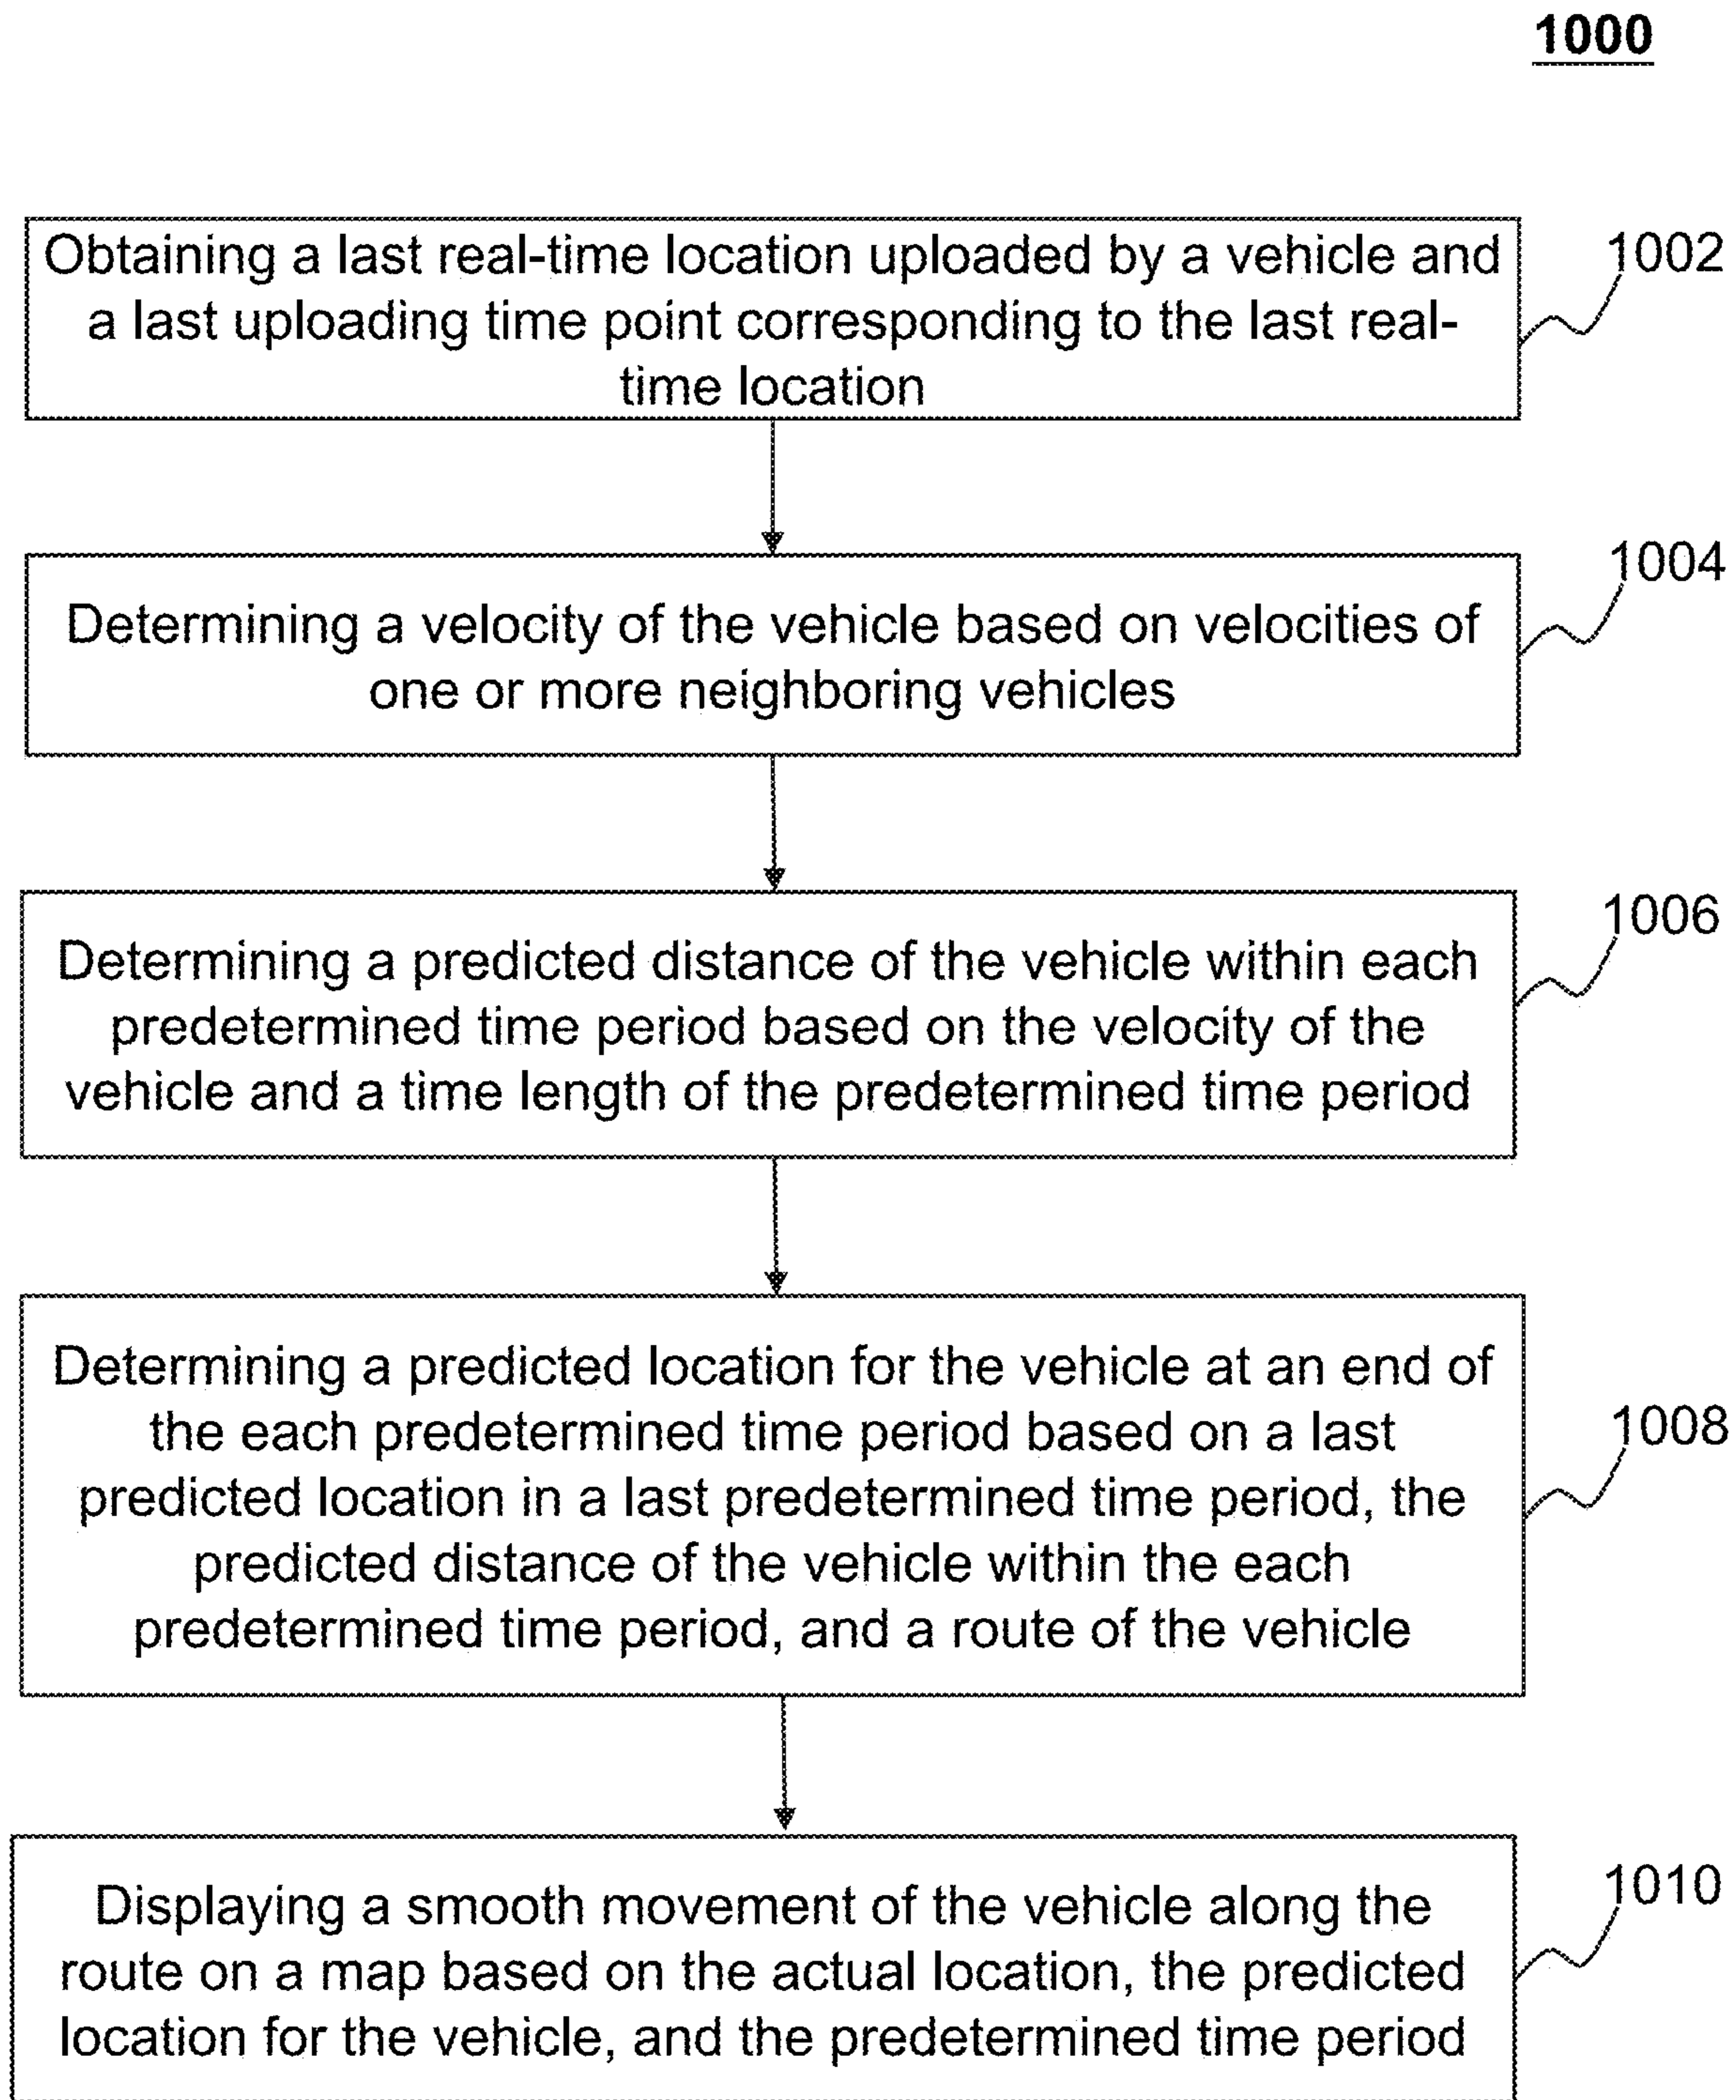 1000
Obtaining a last real-time location uploaded by a vehicle and
a last uploading time point corresponding to the last real-
time location
1002
Determining a velocity of the vehicle based on velocities of
one or more neighboring vehicles
1004
Determining a predicted distance of the vehicle within each
predetermined time period based on the velocity of the
vehicle and a time length of the predetermined time period
1006
Determining a predicted location for the vehicle at an end of
the each predetermined time period based on a last
predicted location in a last predetermined time period, the
predicted distance of the vehicle within the each
predetermined time period, and a route of the vehicle
1008
Displaying a smooth movement of the vehicle along the
route on a map based on the actual location, the predicted
location for the vehicle, and the predetermined time period
1010